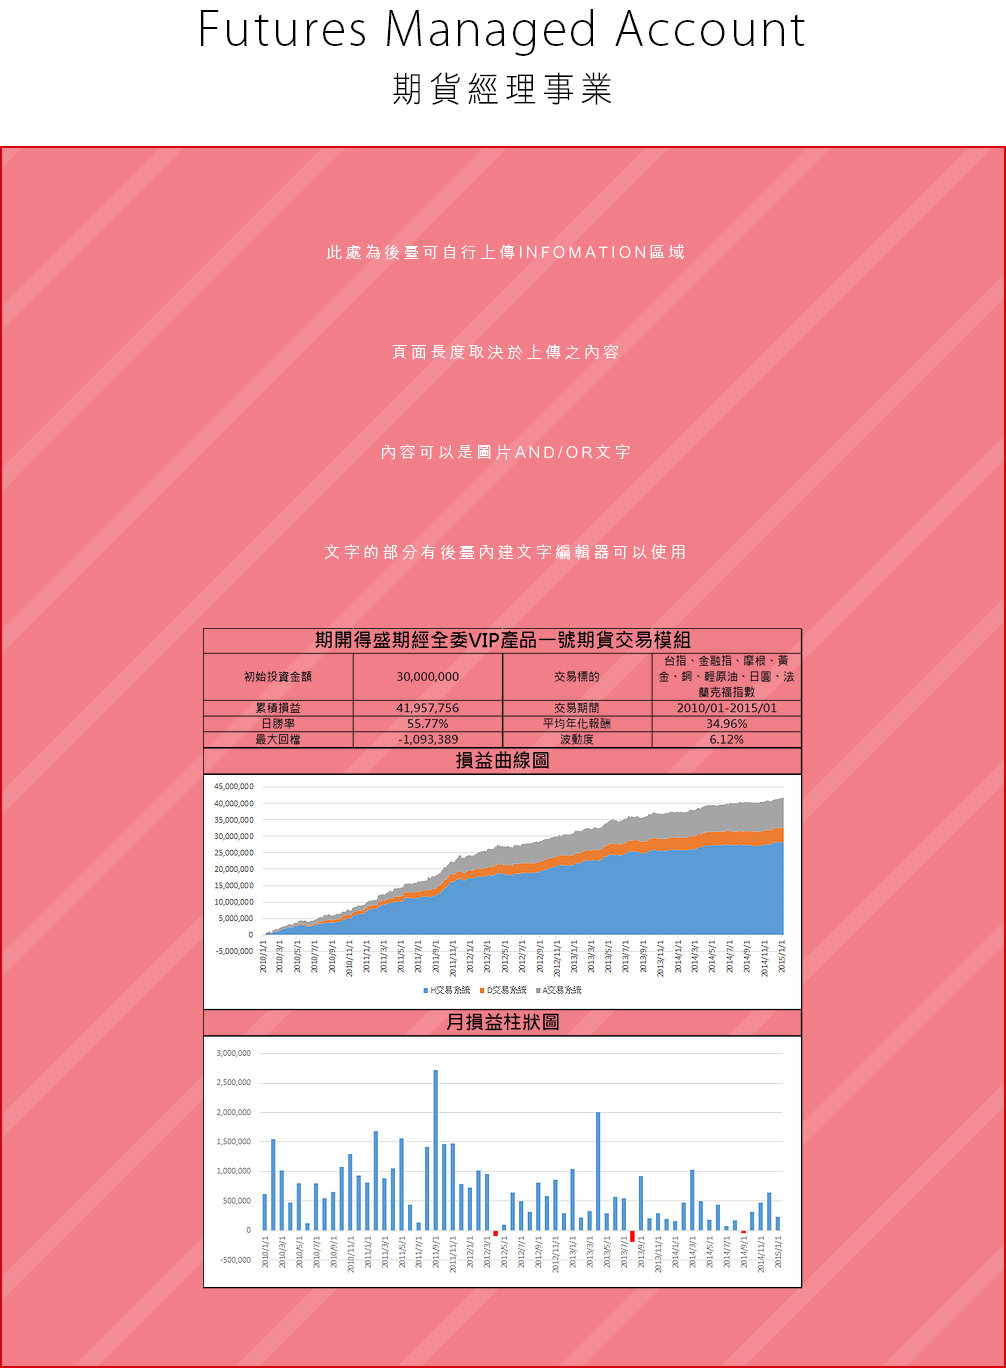 Futures Managed Account
期貨經理事業
此處為後臺可自行上傳INFOMATION區域
頁面長度取決於上傳之內容
內容可以是圖片AND/OR文字
文字的部分有後臺內建文字編輯器可以使用
期開得盛期經全委VIP產品一號期貨交易模組
初始投資金額 30,000,000 交易標的 台指、金融指、摩根、黃
金、銅、輕原油、日圓、法
蘭克福指數
累積損益 41,957,756 交易期間 2010/01-2015/01
日勝率 55.77% 平均年化報酬 34.96%
最大回檔 -1,093,389 波動度 6.12%
損益曲線圖
45,000,000
40,000,000
35,000,000
30,000,000
25,000,000
20,000,000
15,000,000
10,000,000
5,000,000
0
-5,000,000
2010/1/1 2010/3/1 2010/5/1 2010/7/1 2010/9/1 2010/11/1 2011/1/1 2011/3/1 2011/5/1 2011/7/1 2011/9/1 2011/11/1 2012/1/1 2012/3/1 2012/5/1 2012/7/1 2012/9/1 2012/11/1 2013/1/1 2013/3/1 2013/5/1 2013/7/1 2013/9/1 2013/11/1 2014/1/1 2014/3/1 2014/5/1 2014/7/1 2014/9/1 2014/11/1 2015/1/1
H交易系統 D交易系統 A交易系統
月損益柱狀圖
3,000,000
2,500,000
2,000,000
1,500,000
1,000,000
500,000
0
-500,000
2010/1/1 2010/3/1 2010/5/1 2010/7/1 2010/9/1 2010/11/1 2011/1/1 2011/3/1 2011/5/1 2011/7/1 2011/9/1 2011/11/1 2012/1/1 2012/3/1 2012/5/1 2012/7/1 2012/9/1 2012/11/1 2013/1/1 2013/3/1 2013/5/1 2013/7/1 2013/9/1 2013/11/1 2014/1/1 2014/3/1 2014/5/1 2014/7/1 2014/9/1 2014/11/1 2015/1/1